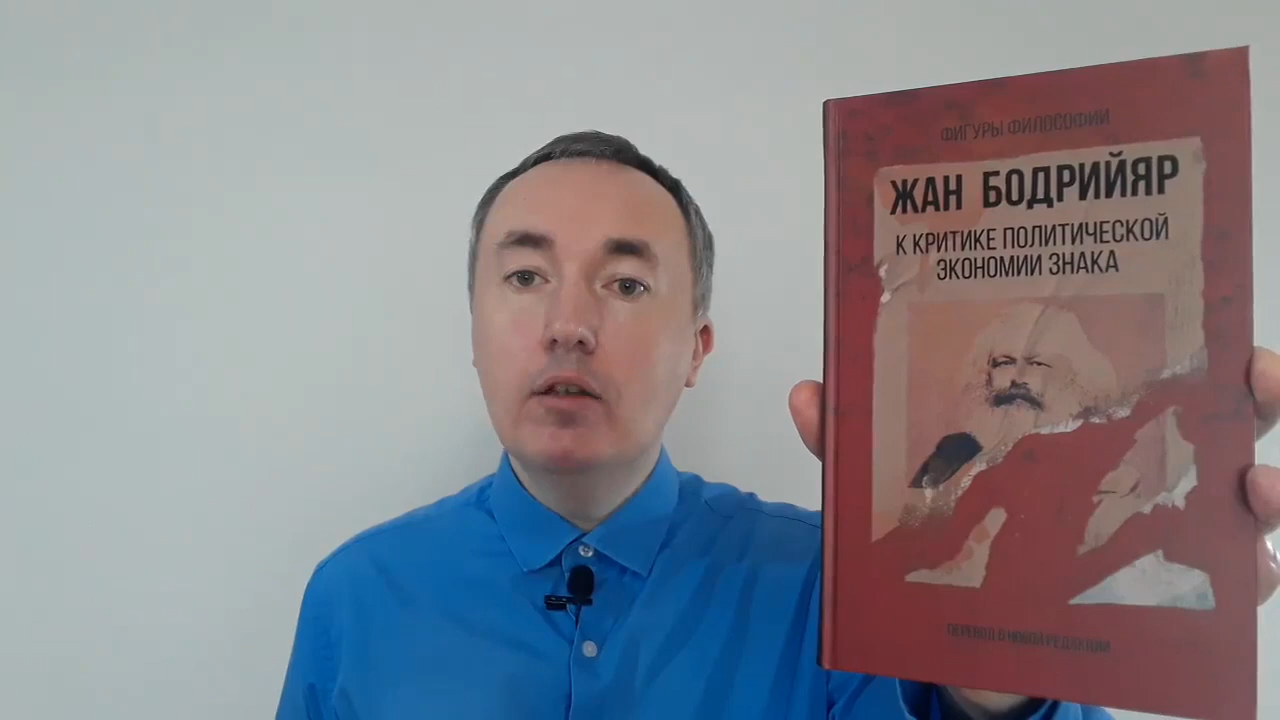 ФИГУРЫ ФИЛОСОФИИ
ЖАН БОДРИЙЯР
К КРИТИКЕ ПОЛИТИЧЕСКОЙ
ЭКОНОМИИ ЗНАКА
ПЕРЕВОД В НОВОЙ РЕДАКЦИИ